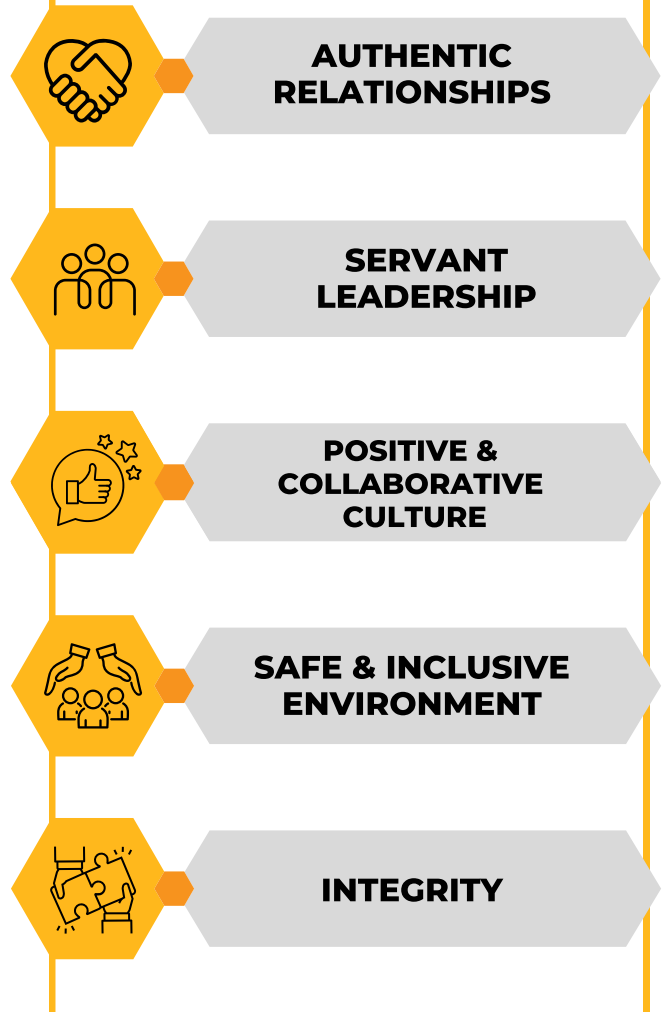 AUTHENTIC
RELATIONSHIPS
SERVANT
LEADERSHIP
POSITIVE &
COLLABORATIVE
CULTURE
SAFE & INCLUSIVE
ENVIRONMENT
INTEGRITY